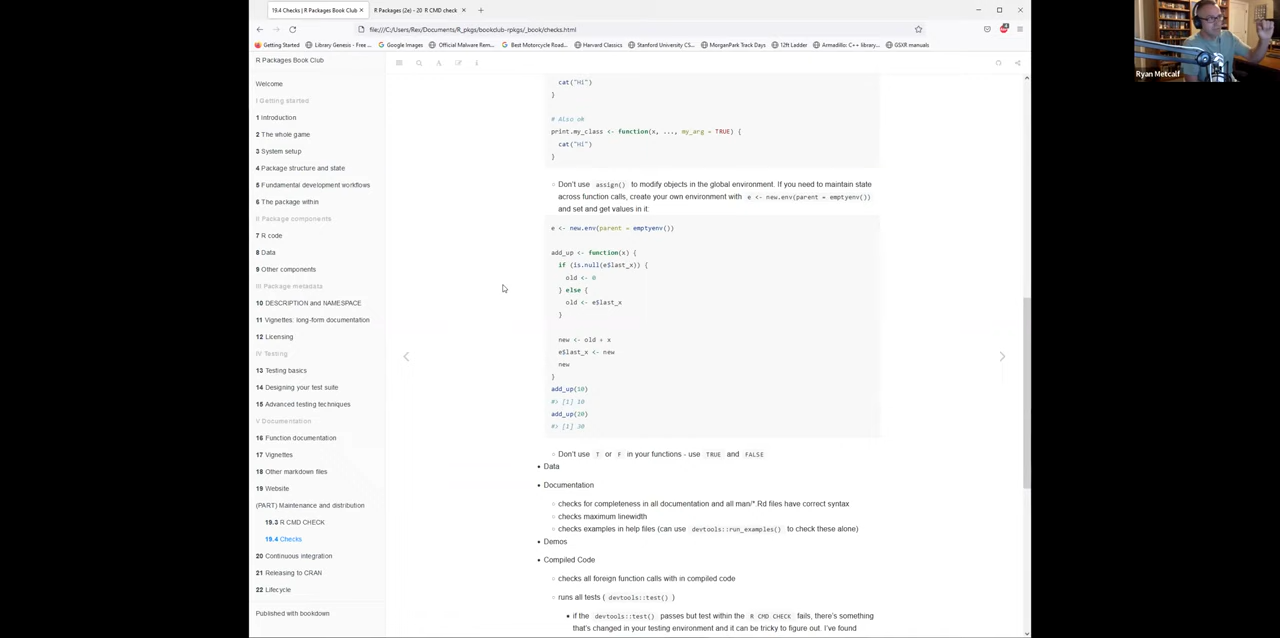 19.4 Checks | R Packages Book Club
R Packages (2e) - 20 R CMD check
file:///C:/Users/Rex/Documents/R_pkgs/bookclub-rpkgs/_book/checks.html
Getting Started
Library Genesis - Free ...
Google Images
Official Malware Rem...
Best Motorcycle Road...
Harvard Classics
Stanford University CS...
MorganPark Track Days
12ft Ladder
Armadillo: C++ library...
GSXR manuals
Ryan Metcalf
R Packages Book Club
Welcome
I Getting started
1 Introduction
2 The whole game
3 System setup
4 Package structure and state
5 Fundamental development workflows
6 The package within
II Package components
7 R code
8 Data
9 Other components
III Package metadata
10 DESCRIPTION and NAMESPACE
11 Vignettes: long-form documentation
12 Licensing
IV Testing
13 Testing basics
14 Designing your test suite
15 Advanced testing techniques
V Documentation
16 Function documentation
17 Vignettes
18 Other markdown files
19 Website
(PART) Maintenance and distribution
19.3 R CMD CHECK
19.4 Checks
20 Continuous integration
21 Releasing to CRAN
22 Lifecycle
Published with bookdown
cat("Hi")
}
# Also ok
print.my_class <- function(x, ..., my_arg = TRUE) {
cat("Hi")
}
Don't use assign() to modify objects in the global environment. If you need to maintain state
across function calls, create your own environment with e <- new.env(parent = emptyenv())
and set and get values in it:
e <- new.env(parent = emptyenv())
add_up <- function(x) {
if (is.null(e$last_x)) {
old <- 0
} else {
old <- e$last_x
}
new <- old + x
e$last_x <- new
new
}
add_up(10)
#> [1] 10
add_up(20)
#> [1] 30
Don't use T or F in your functions - use TRUE and FALSE
• Data
• Documentation
checks for completeness in all documentation and all man/*.Rd files have correct syntax
checks maximum linewidth
checks examples in help files (can use devtools::run_examples() to check these alone)
• Demos
• Compiled Code
checks all foreign function calls with in compiled code
runs all tests ( devtools::test() )
▪ if the devtools::test() passes but test within the R CMD CHECK fails, there's something
that's changed in your testing environment and it can be tricky to figure out. I've found